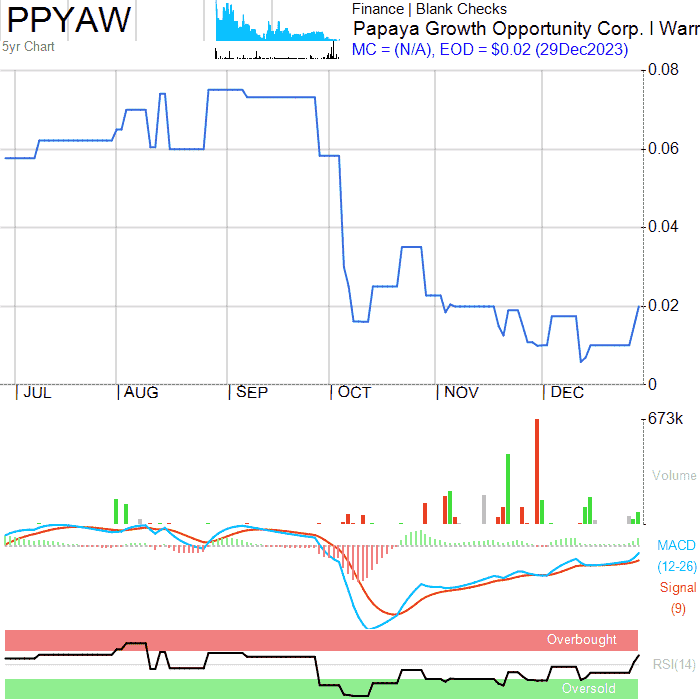 PPYAW
5yr Chart
Finance | Blank Checks
Papaya Growth Opportunity Corp. I Warr
MC = (N/A), EOD = $0.02 (29Dec2023)
0.08
0.06
0.04
0.02
0
JUL AUG SEP OCT NOV DEC
673k
Volume
MACD
(12-26)
Signal
(9)
Overbought
RSI(14)
Oversold